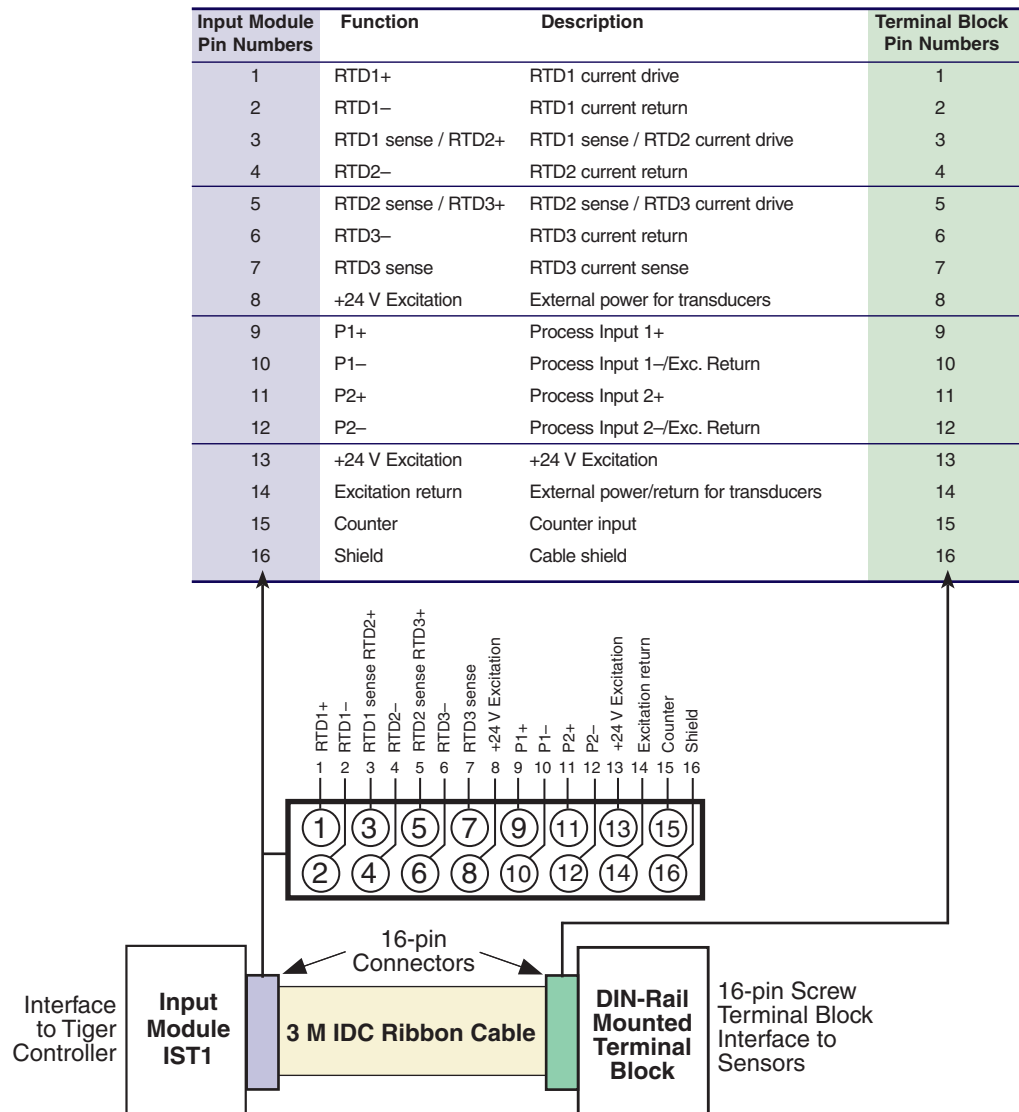 Input Module Pin Numbers Function Description Terminal Block Pin Numbers
1 RTD1+ RTD1 current drive 1
2 RTD1– RTD1 current return 2
3 RTD1 sense / RTD2+ RTD1 sense / RTD2 current drive 3
4 RTD2– RTD2 current return 4
5 RTD2 sense / RTD3+ RTD2 sense / RTD3 current drive 5
6 RTD3– RTD3 current return 6
7 RTD3 sense RTD3 current sense 7
8 +24 V Excitation External power for transducers 8
9 P1+ Process Input 1+ 9
10 P1– Process Input 1–/Exc. Return 10
11 P2+ Process Input 2+ 11
12 P2– Process Input 2–/Exc. Return 12
13 +24 V Excitation +24 V Excitation 13
14 Excitation return External power/return for transducers 14
15 Counter Counter input 15
16 Shield Cable shield 16
RTD1+
RTD1–
RTD1 sense RTD2+
RTD2–
RTD2 sense RTD3+
RTD3–
RTD3 sense
+24 V Excitation
P1+
P1–
P2+
P2–
+24 V Excitation
Excitation return
Counter
Shield
1 2 3 4 5 6 7 8 9 10 11 12 13 14 15 16
1 3 5 7 9 11 13 15
2 4 6 8 10 12 14 16
16-pin
Connectors
Interface
to Tiger
Controller
Input
Module
IST1
3 M IDC Ribbon Cable
DIN-Rail
Mounted
Terminal
Block
16-pin Screw
Terminal Block
Interface to
Sensors